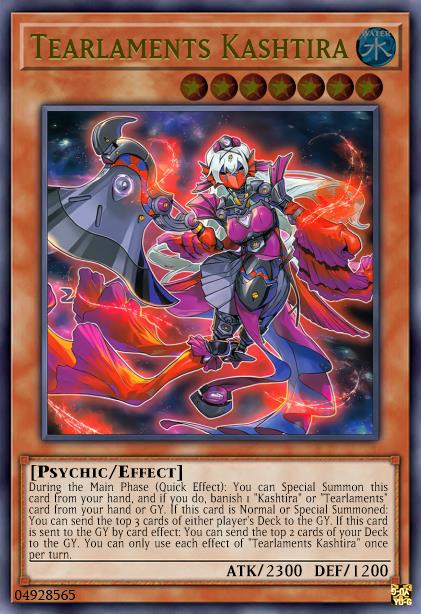 TEARLAMENTS KASHTIRA
WATER
水
[PSYCHIC/EFFECT]
During the Main Phase (Quick Effect): You can Special Summon this
card from your hand, and if you do, banish 1 "Kashtira" or "Tearlaments"
card from your hand or GY. If this card is Normal or Special Summoned:
You can send the top 3 cards of either player's Deck to the GY. If this card
is sent to the GY by card effect: You can send the top 2 cards of your Deck
to the GY. You can only use each effect of "Tearlaments Kashtira" once
per turn.
ATK/2300 DEF/1200
04928565